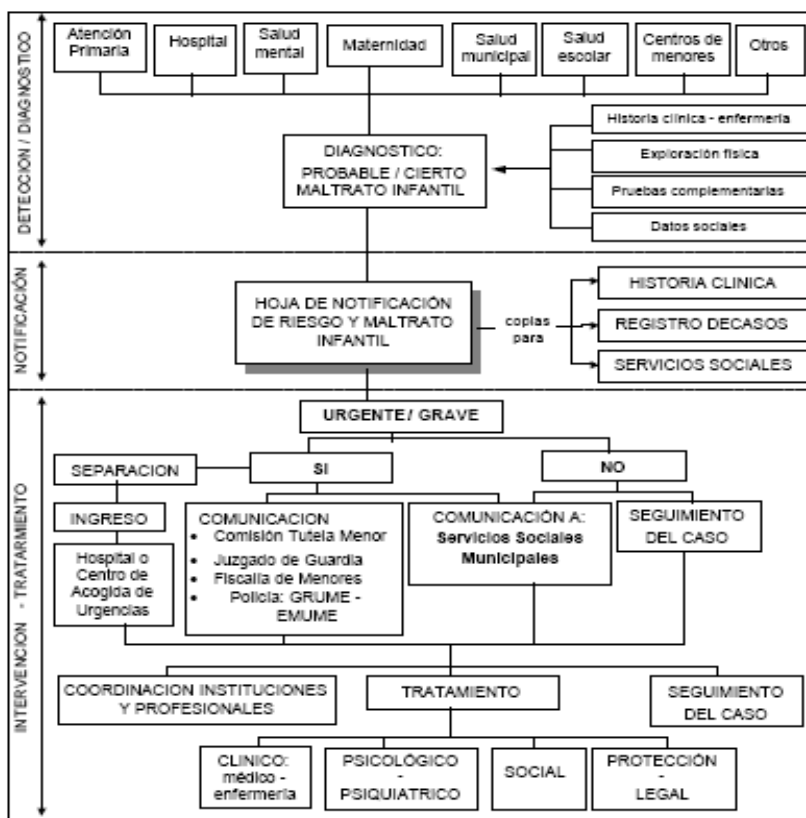 DETECCION / DIAGNOSTICO
Atención
Primaria
Hospital
Salud
mental
Maternidad
Salud
municipal
Salud
escolar
Centros de
menores
Otros
DIAGNOSTICO:
PROBABLE / CIERTO
MALTRATO INFANTIL
Historia clínica - enfermería
Exploración física
Pruebas complementarias
Datos sociales
NOTIFICACIÓN
HOJA DE NOTIFICACIÓN
DE RIESGO Y MALTRATO
INFANTIL
copias
para
HISTORIA CLINICA
REGISTRO DECASOS
SERVICIOS SOCIALES
INTERVENCION - TRATARMIENTO
URGENTE/ GRAVE
SEPARACION
SI
NO
INGRESO
Hospital o
Centro de
Acogida de
Urgencias
COMUNICACION
• Comisión Tutela Menor
• Juzgado de Guardia
• Fiscalía de Menores
• Policía: GRUME -
EMUME
COMUNICACIÓN A:
Servicios Sociales
Municipales
SEGUIMIENTO
DEL CASO
COORDINACION INSTITUCIONES
Y PROFESIONALES
TRATAMIENTO
SEGUIMIENTO
DEL CASO
CLINICO:
médico -
enfermería
PSICOLÓGICO
-
PSIQUIATRICO
SOCIAL
PROTECCIÓN
-
LEGAL